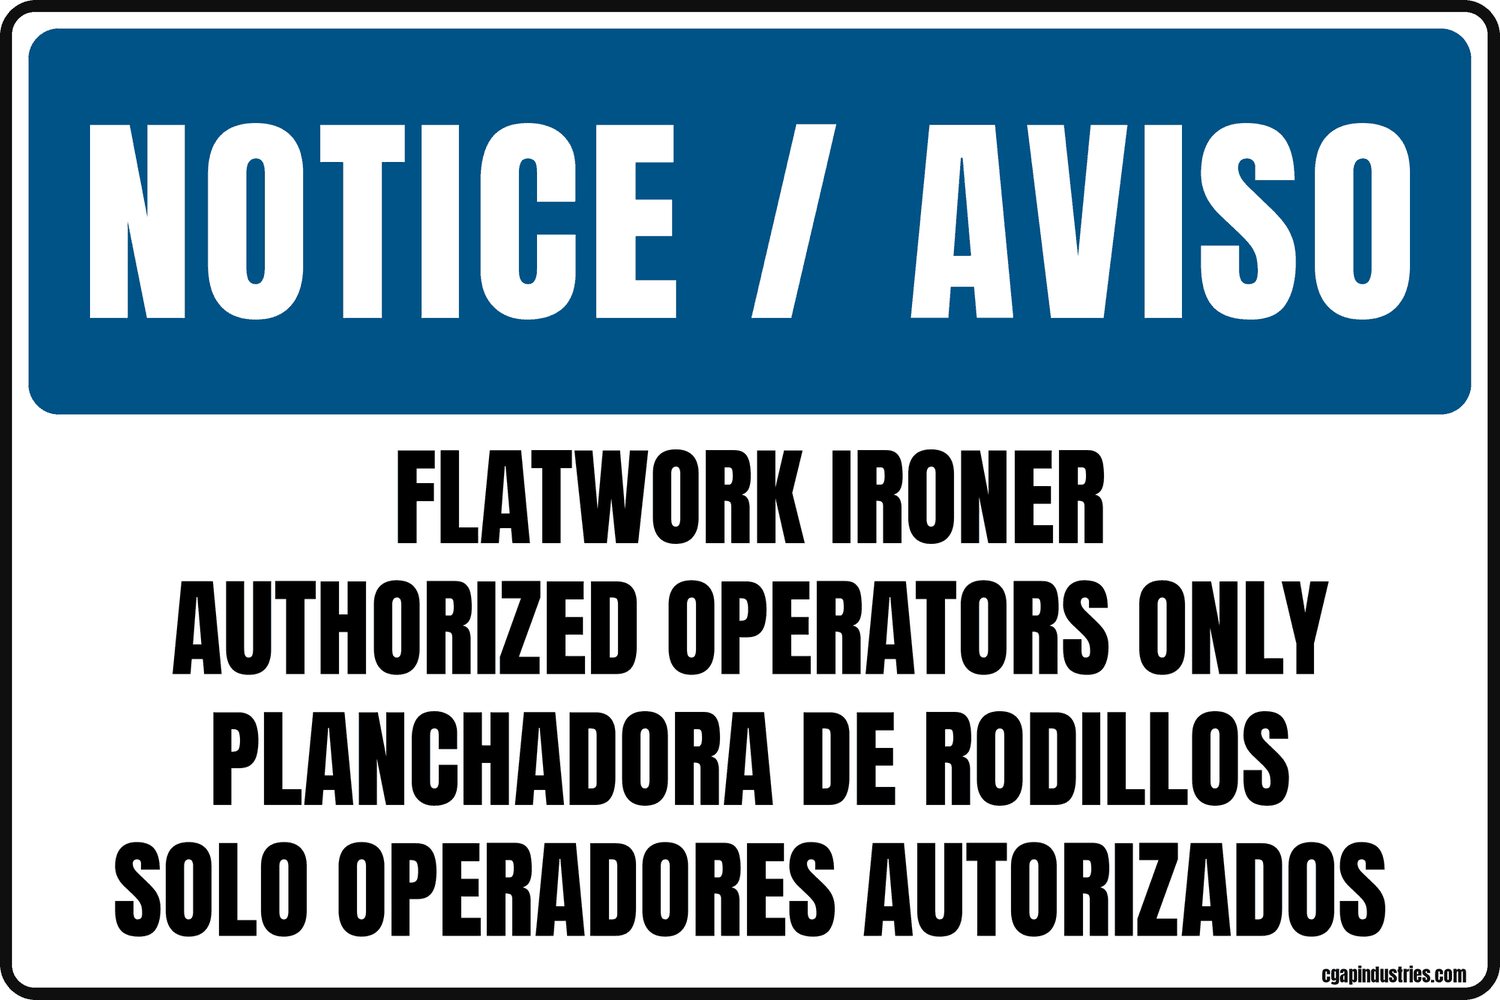 NOTICE / AVISO
FLATWORK IRONER
AUTHORIZED OPERATORS ONLY
PLANCHADORA DE RODILLOS
SOLO OPERADORES AUTORIZADOS
cgapindustries.com